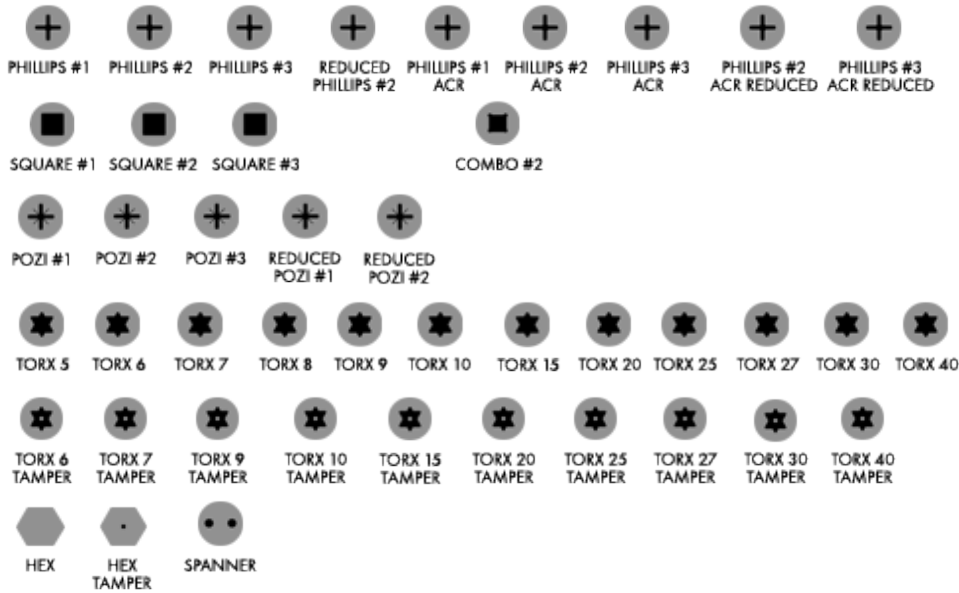 PHILLIPS #1 PHILLIPS #2 PHILLIPS #3 REDUCED PHILLIPS #1 PHILLIPS #2 PHILLIPS #3 PHILLIPS #2 PHILLIPS #3
PHILLIPS #2 ACR ACR ACR ACR REDUCED ACR REDUCED
SQUARE #1 SQUARE #2 SQUARE #3 COMBO #2
POZI #1 POZI #2 POZI #3 REDUCED REDUCED
POZI #1 POZI #2
TORX 5 TORX 6 TORX 7 TORX 8 TORX 9 TORX 10 TORX 15 TORX 20 TORX 25 TORX 27 TORX 30 TORX 40
TORX 6 TORX 7 TORX 9 TORX 10 TORX 15 TORX 20 TORX 25 TORX 27 TORX 30 TORX 40
TAMPER TAMPER TAMPER TAMPER TAMPER TAMPER TAMPER TAMPER TAMPER TAMPER
HEX HEX SPANNER
TAMPER